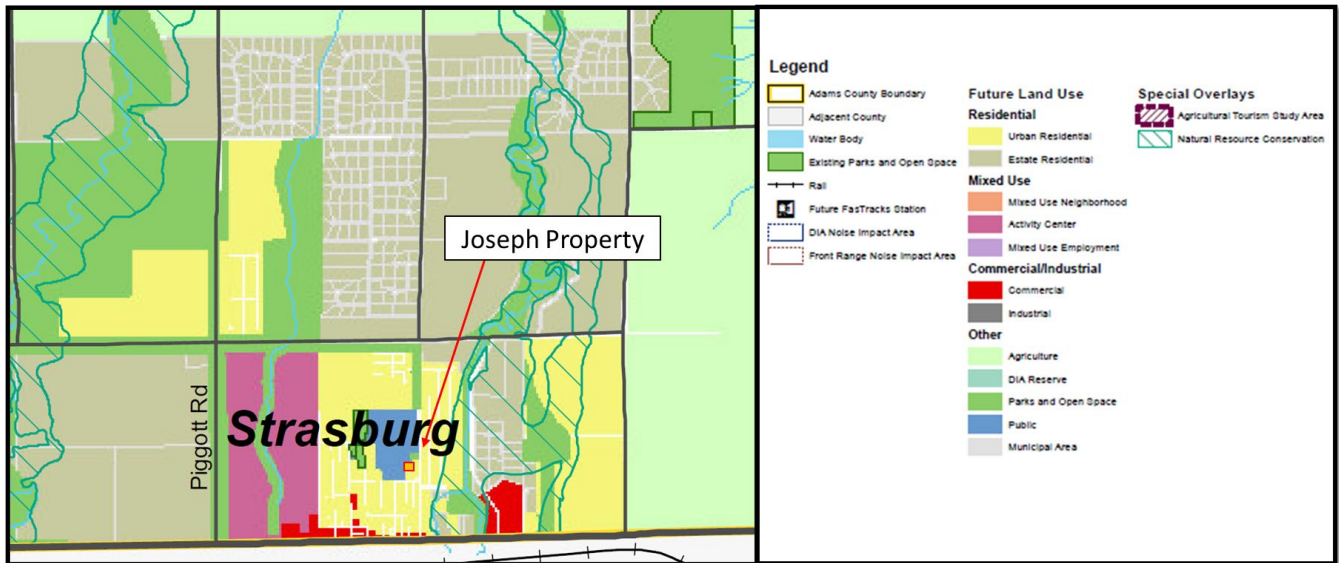 Joseph Property
Piggott Rd
Strasburg
Legend
Adams County Boundary
Adjacent County
Water Body
Existing Parks and Open Space
Rail
Future FasTracks Station
DIA Noise Impact Area
Front Range Noise Impact Area
Future Land Use
Residential
Urban Residential
Estate Residential
Mixed Use
Mixed Use Neighborhood
Activity Center
Mixed Use Employment
Commercial/Industrial
Commercial
Industrial
Other
Agriculture
DIA Reserve
Parks and Open Space
Public
Municipal Area
Special Overlays
Agricultural Tourism Study Area
Natural Resource Conservation